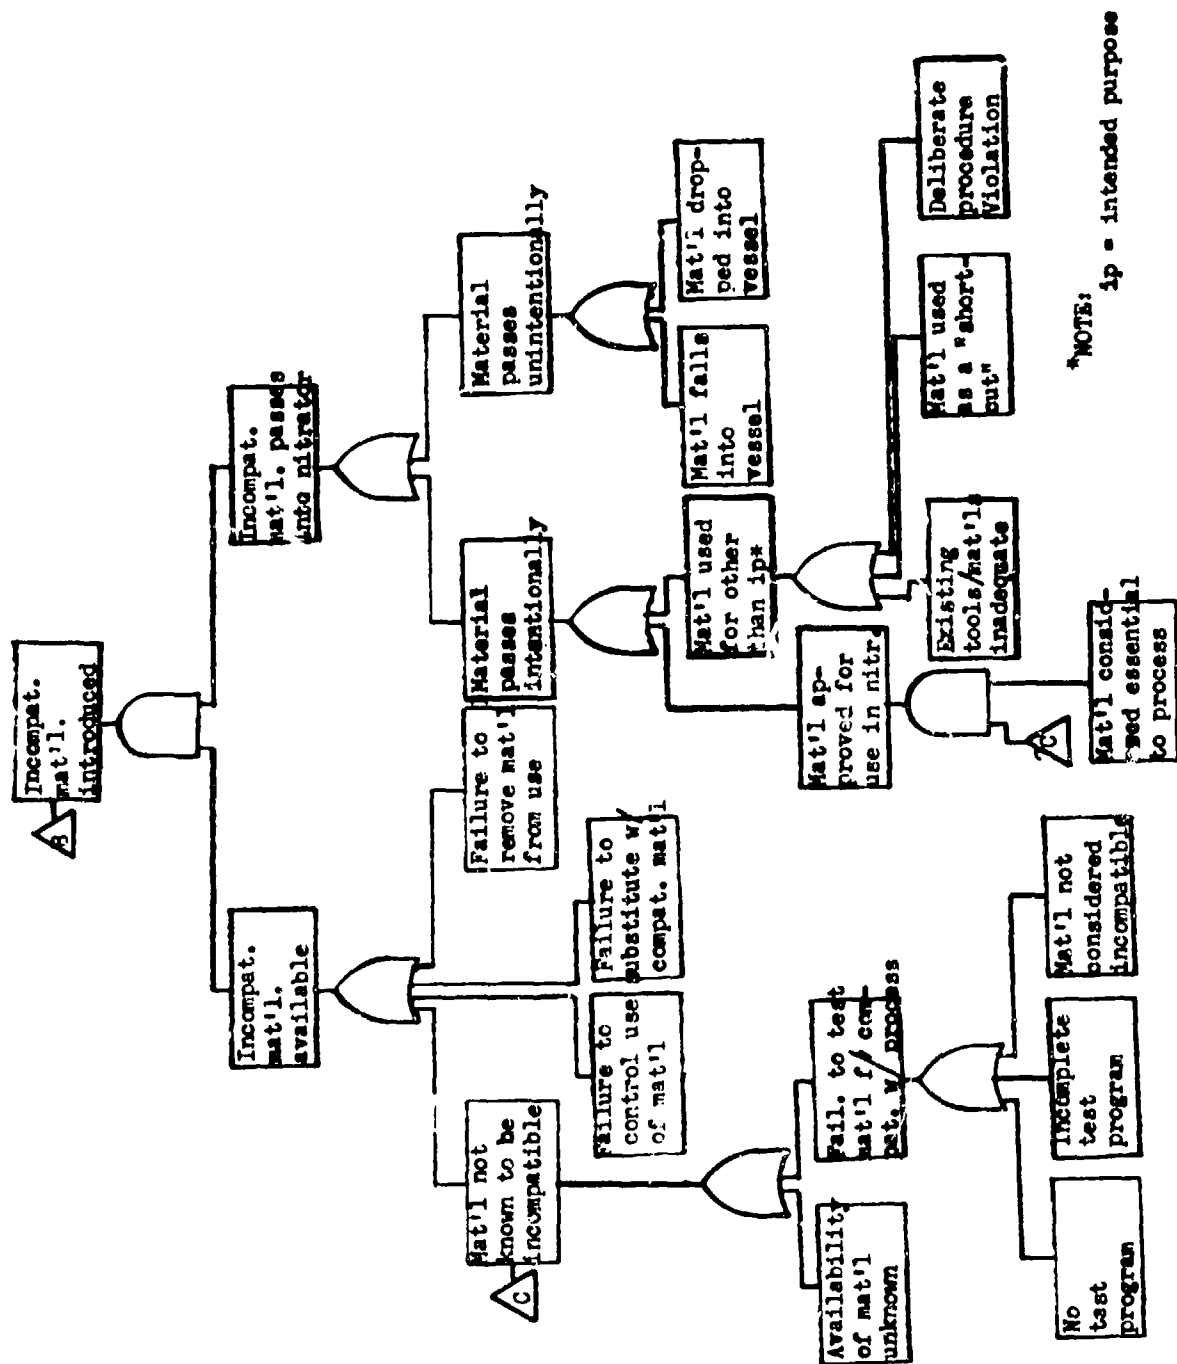 Incompat.
mat'l.
introduced
B
Incompat.
mat'l.
available
Incompat.
mat'l. passes
into nitrator
Mat'l not
known to be
incompatible
C
Failure to
control use
of mat'l
Failure to
substitute w/
compat. mat'l
Failure to
remove mat'l
from use
Material
passes
intentionally
Material
passes
unintentionally
Availability
of mat'l
unknown
Fail. to test
mat'l f/ com-
pat. w/ process
Mat'l ap-
proved for
use in nitr.
Mat'l used
for other
than ip*
Mat'l falls
into
vessel
Mat'l drop-
ped into
vessel
No
test
program
Incomplete
test
program
Mat'l not
considered
incompatible
C
Mat'l consid-
ered essential
to process
Existing
tools/mat'ls
inadequate
Mat'l used
as a "short-
cut"
Deliberate
procedure
Violation
*NOTE:
ip = intended purpose